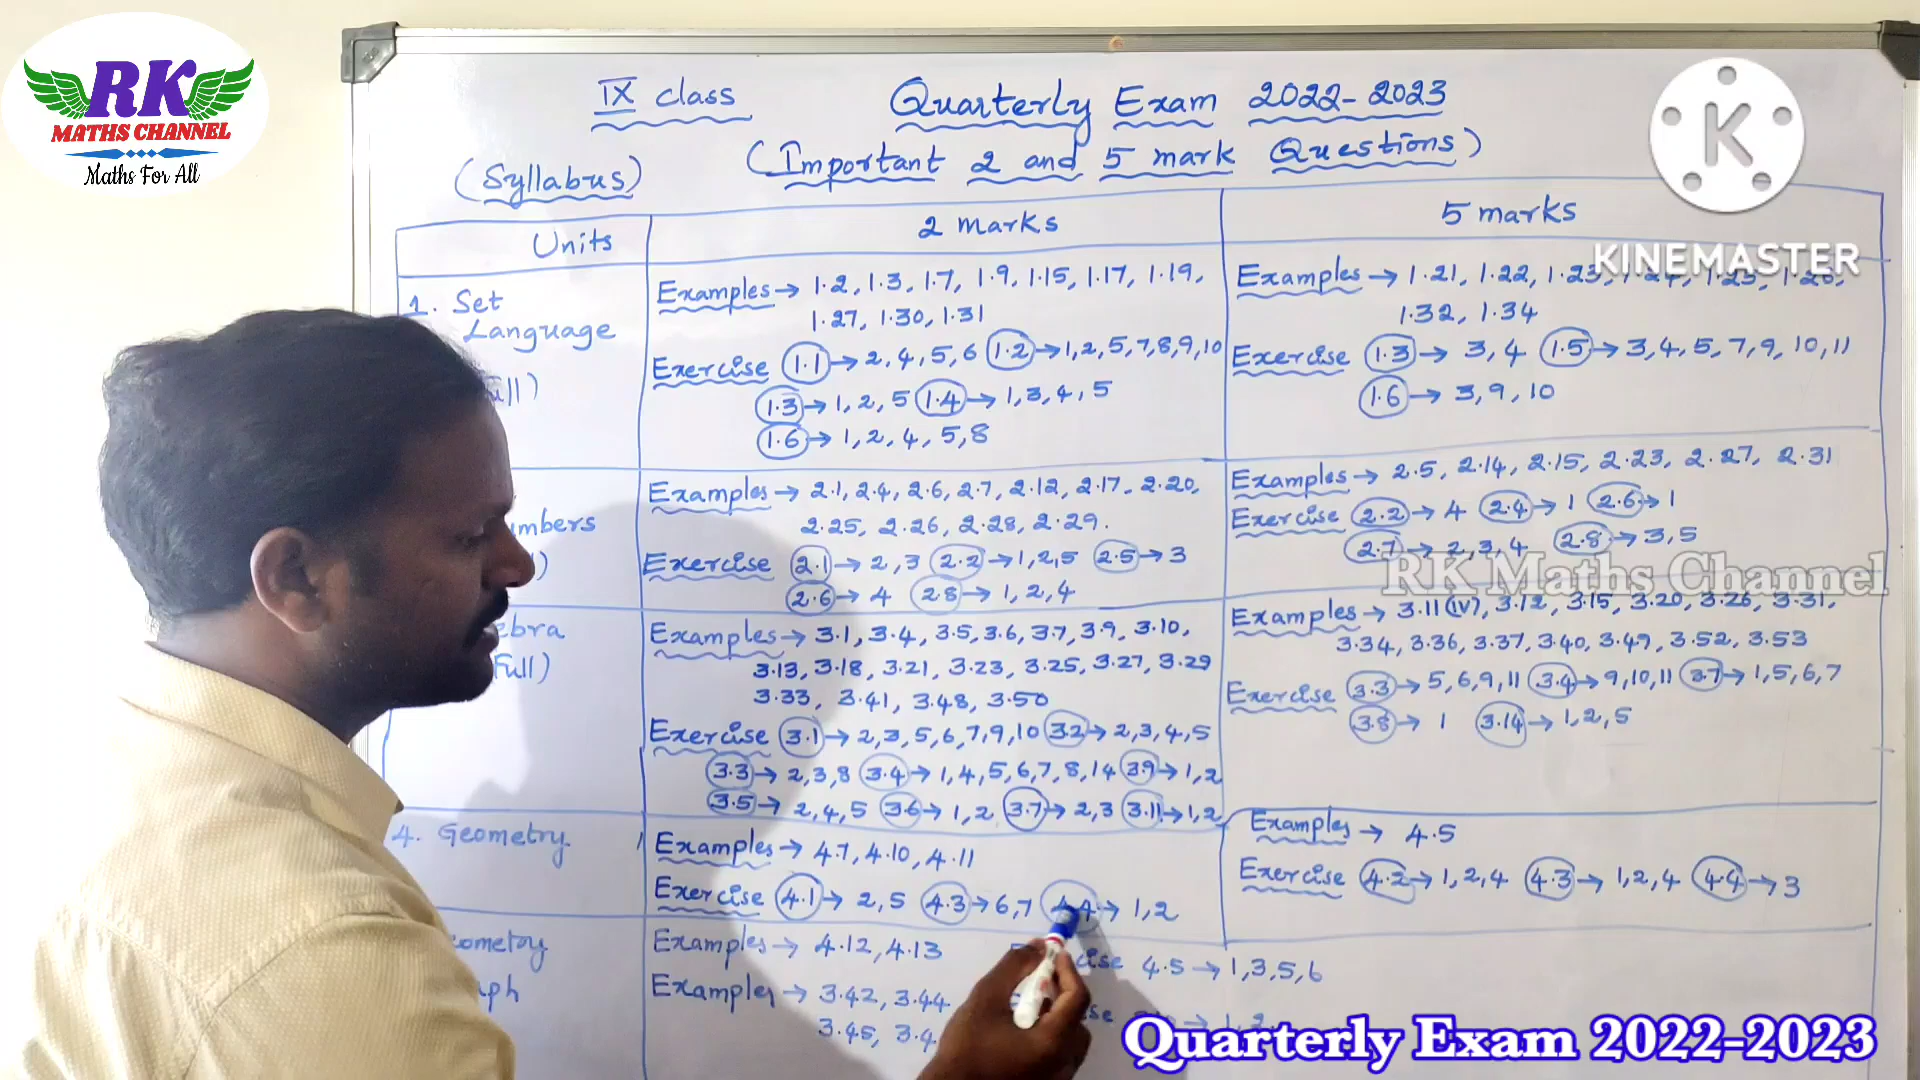 RK
MATHS CHANNEL
Maths For All
IX class
Quarterly Exam 2022-2023
(Syllabus)
(Important 2 and 5 mark Questions)
K
KINEMASTER
Units
2 marks
5 marks
1. Set
Language
Examples → 1.2, 1.3, 1.7, 1.9, 1.15, 1.17, 1.19,
1.27, 1.30, 1.31
Exercise 1.1 → 2, 4, 5, 6 1.2 → 1, 2, 5, 7, 8, 9, 10
1.3 → 1, 2, 5 1.4 → 1, 3, 4, 5
1.6 → 1, 2, 4, 5, 8
Examples → 1.21, 1.22, 1.23,
1.32, 1.34
Exercise 1.3 → 3, 4 1.5 → 3, 4, 5, 7, 9, 10, 11
1.6 → 3, 9, 10
Examples → 2.1, 2.4, 2.6, 2.7, 2.12, 2.17, 2.20,
2.25, 2.26, 2.28, 2.29.
Exercise 2.1 → 2, 3 2.2 → 1, 2, 5 2.5 → 3
2.6 → 4 2.8 → 1, 2, 4
Examples → 2.5, 2.14, 2.15, 2.23, 2.27, 2.31
Exercise 2.2 → 4 2.4 → 1 2.6 → 1
2.7 → 2, 3, 4 2.8 → 3, 5
RK Maths Channel
Full)
Examples → 3.1, 3.4, 3.5, 3.6, 3.7, 3.9, 3.10,
3.13, 3.18, 3.21, 3.23, 3.25, 3.27, 3.29
3.33, 3.41, 3.48, 3.50
Exercise 3.1 → 2, 3, 5, 6, 7, 9, 10 3.2 → 2, 3, 4, 5
3.3 → 2, 3, 8 3.4 → 1, 4, 5, 6, 7, 8, 14 3.9 → 1, 2
3.5 → 2, 4, 5 3.6 → 1, 2 3.7 → 2, 3 3.11 → 1, 2
Examples → 3.11 (iv), 3.12, 3.15, 3.20, 3.26, 3.31,
3.34, 3.36, 3.37, 3.40, 3.49, 3.52, 3.53
Exercise 3.3 → 5, 6, 9, 11 3.4 → 9, 10, 11 3.7 → 1, 5, 6, 7
3.8 → 1 3.14 → 1, 2, 5
4. Geometry
Examples → 4.7, 4.10, 4.11
Exercise 4.1 → 2, 5 4.3 → 6, 7 4.4 → 1, 2
Examples → 4.5
Exercise 4.2 → 1, 2, 4 4.3 → 1, 2, 4 4.4 → 3
Examples → 4.12, 4.13
4.5 → 1, 3, 5, 6
Examples → 3.42, 3.44
3.45,
Quarterly Exam 2022-2023